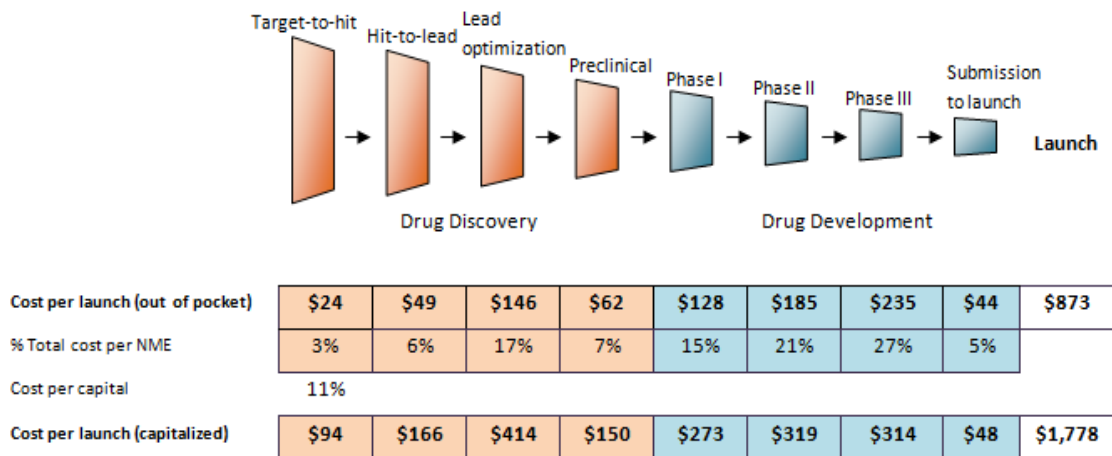 Target-to-hit
Hit-to-lead
Lead
optimization
Preclinical
Phase I
Phase II
Phase III
Submission
to launch
Launch
Drug Discovery
Drug Development
Cost per launch (out of pocket) $24 $49 $146 $62 $128 $185 $235 $44 $873
% Total cost per NME 3% 6% 17% 7% 15% 21% 27% 5%
Cost per capital 11%
Cost per launch (capitalized) $94 $166 $414 $150 $273 $319 $314 $48 $1,778